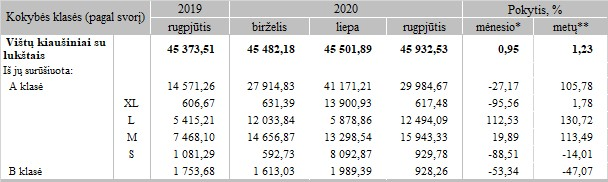 Kokybės klasės (pagal svorį) 2019 2020 Pokytis, %
rugpjūtis birželis liepa rugpjūtis mėnesio* metų**
Vištų kiaušiniai su lukštais 45 373,51 45 482,18 45 501,89 45 932,53 0,95 1,23
Iš jų surūšiuota:
A klasė 14 571,26 27 914,83 41 171,21 29 984,67 -27,17 105,78
XL 606,67 631,39 13 900,93 617,48 -95,56 1,78
L 5 415,21 12 033,84 5 878,86 12 494,09 112,53 130,72
M 7 468,10 14 656,87 13 298,54 15 943,33 19,89 113,49
S 1 081,29 592,73 8 092,87 929,78 -88,51 -14,01
B klasė 1 753,68 1 613,03 1 989,39 928,26 -53,34 -47,07